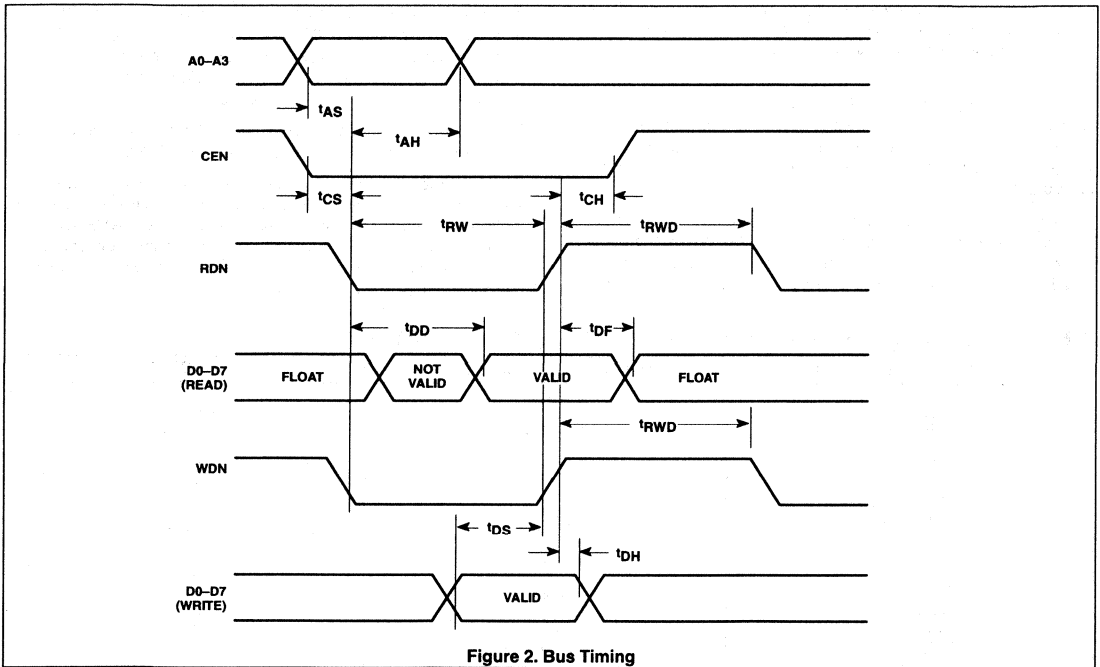 A0–A3
tAS
tAH
CEN
tCS
tCH
tRW
tRWD
RDN
tDD
tDF
D0–D7
(READ)
FLOAT
NOT
VALID
VALID
FLOAT
tRWD
WDN
tDS
tDH
D0–D7
(WRITE)
VALID
Figure 2. Bus Timing